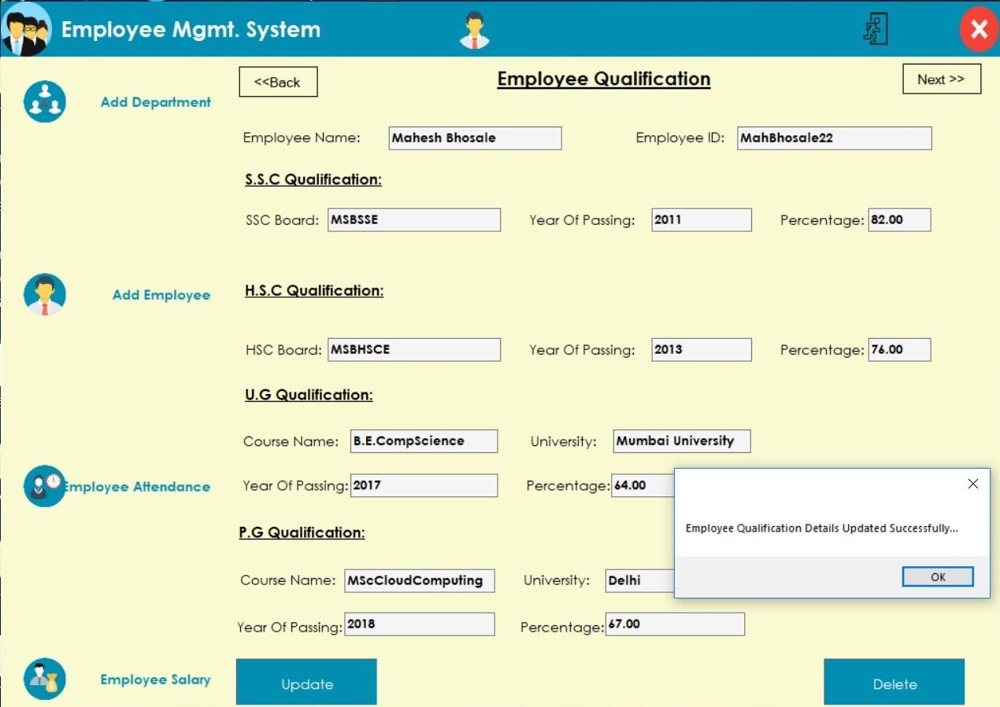 Employee Mgmt. System
<<Back
Employee Qualification
Next >>
Add Department
Employee Name: Mahesh Bhosale Employee ID: MahBhosale22
S.S.C Qualification:
SSC Board: MSBSSE Year Of Passing: 2011 Percentage: 82.00
Add Employee
H.S.C Qualification:
HSC Board: MSBHSCE Year Of Passing: 2013 Percentage: 76.00
U.G Qualification:
Course Name: B.E.CompScience University: Mumbai University
Employee Attendance
Year Of Passing: 2017 Percentage: 64.00
Employee Qualification Details Updated Successfully...
OK
P.G Qualification:
Course Name: MScCloudComputing University: Delhi
Year Of Passing: 2018 Percentage: 67.00
Employee Salary
Update
Delete